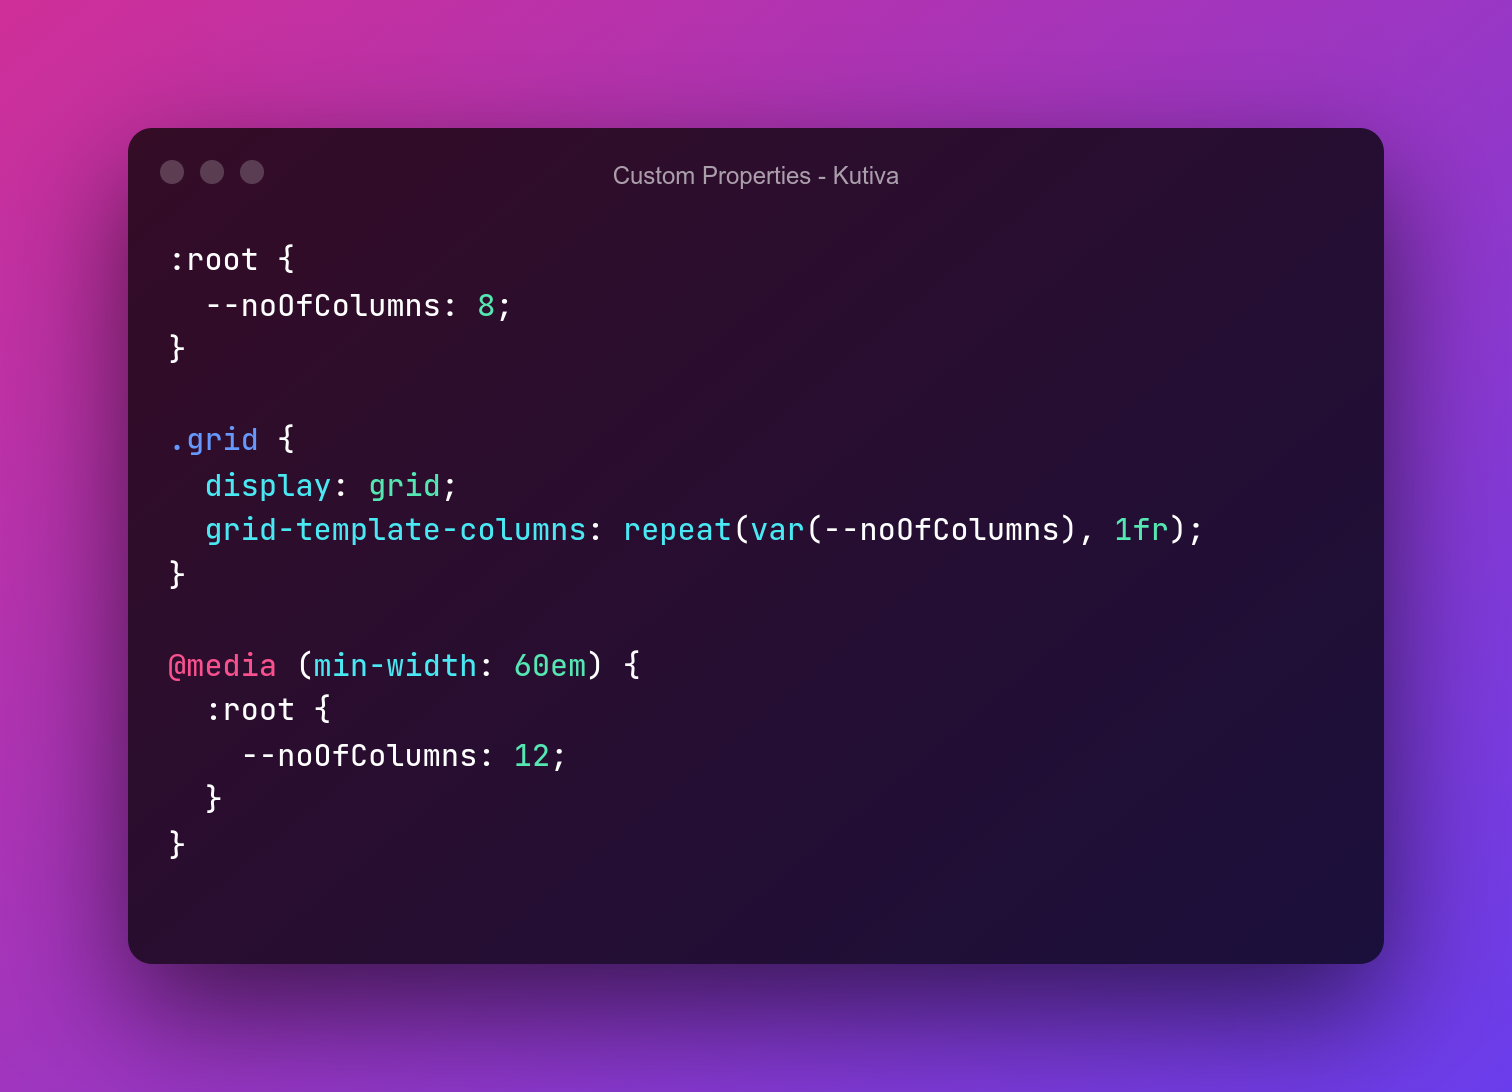 Custom Properties - Kutiva
:root {
  --noOfColumns: 8;
}
.grid {
  display: grid;
  grid-template-columns: repeat(var(--noOfColumns), 1fr);
}
@media (min-width: 60em) {
  :root {
    --noOfColumns: 12;
  }
}